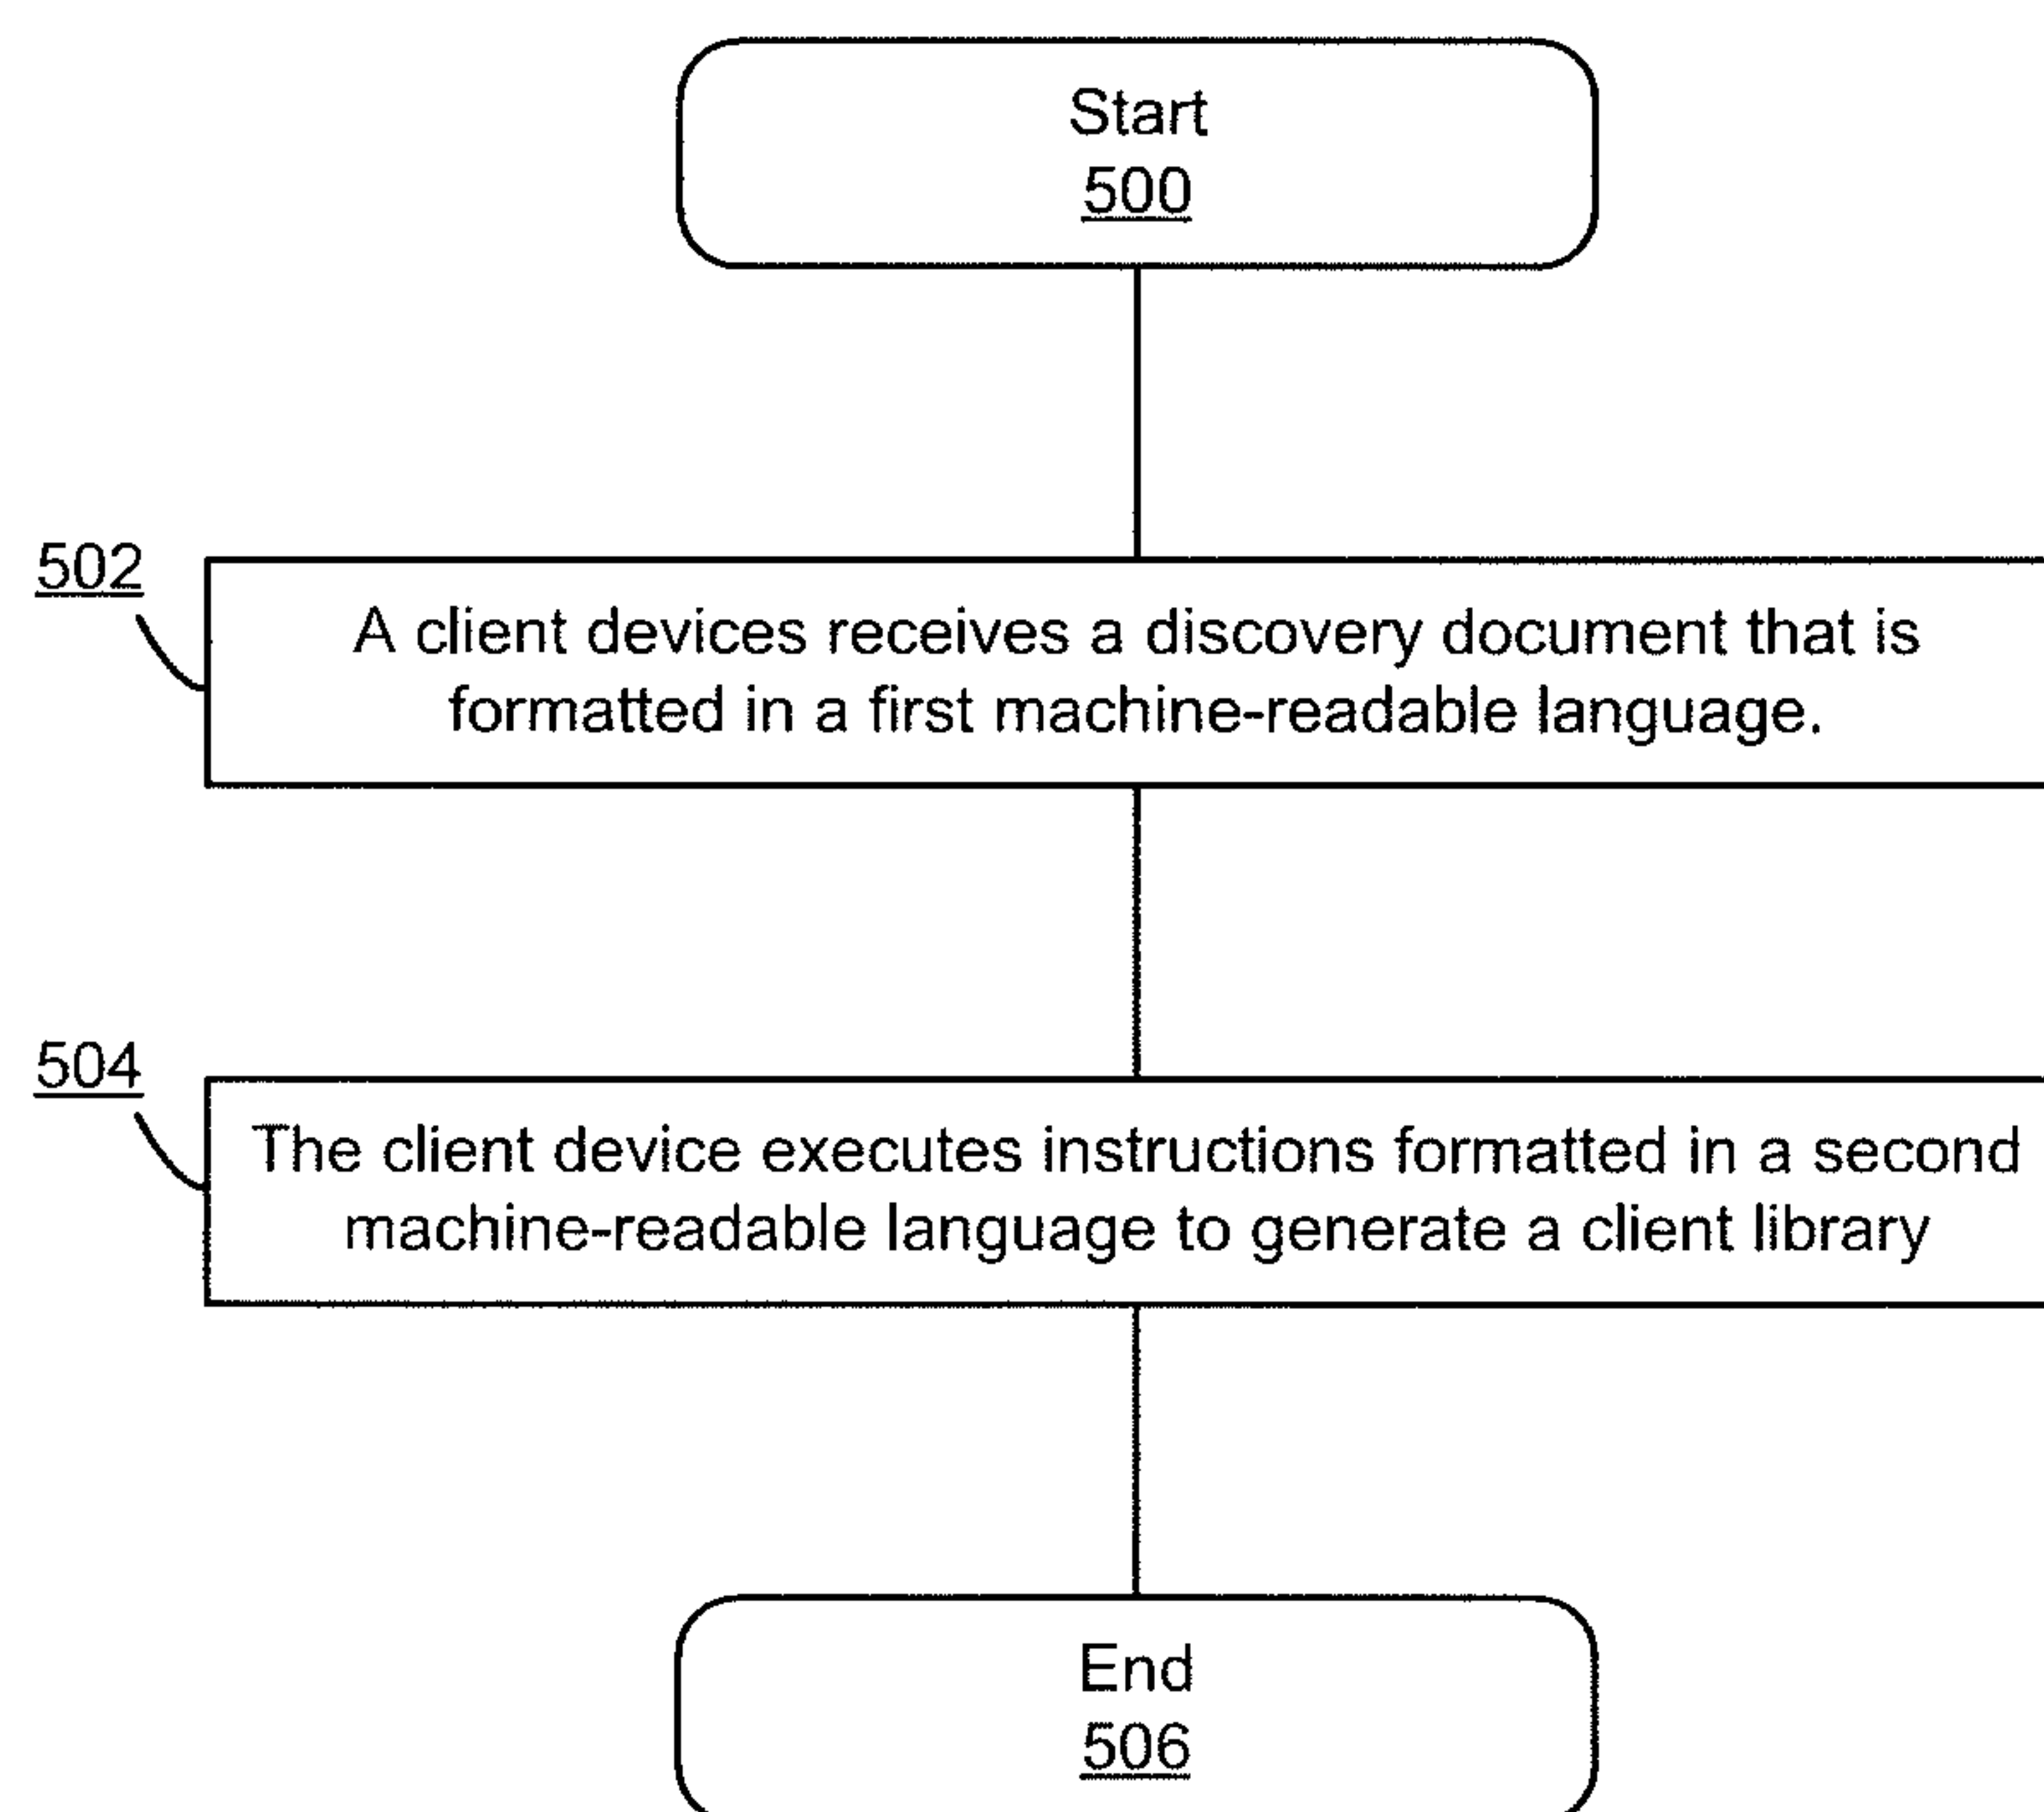 Start
500
502
A client devices receives a discovery document that is
formatted in a first machine-readable language.
504
The client device executes instructions formatted in a second
machine-readable language to generate a client library
End
506